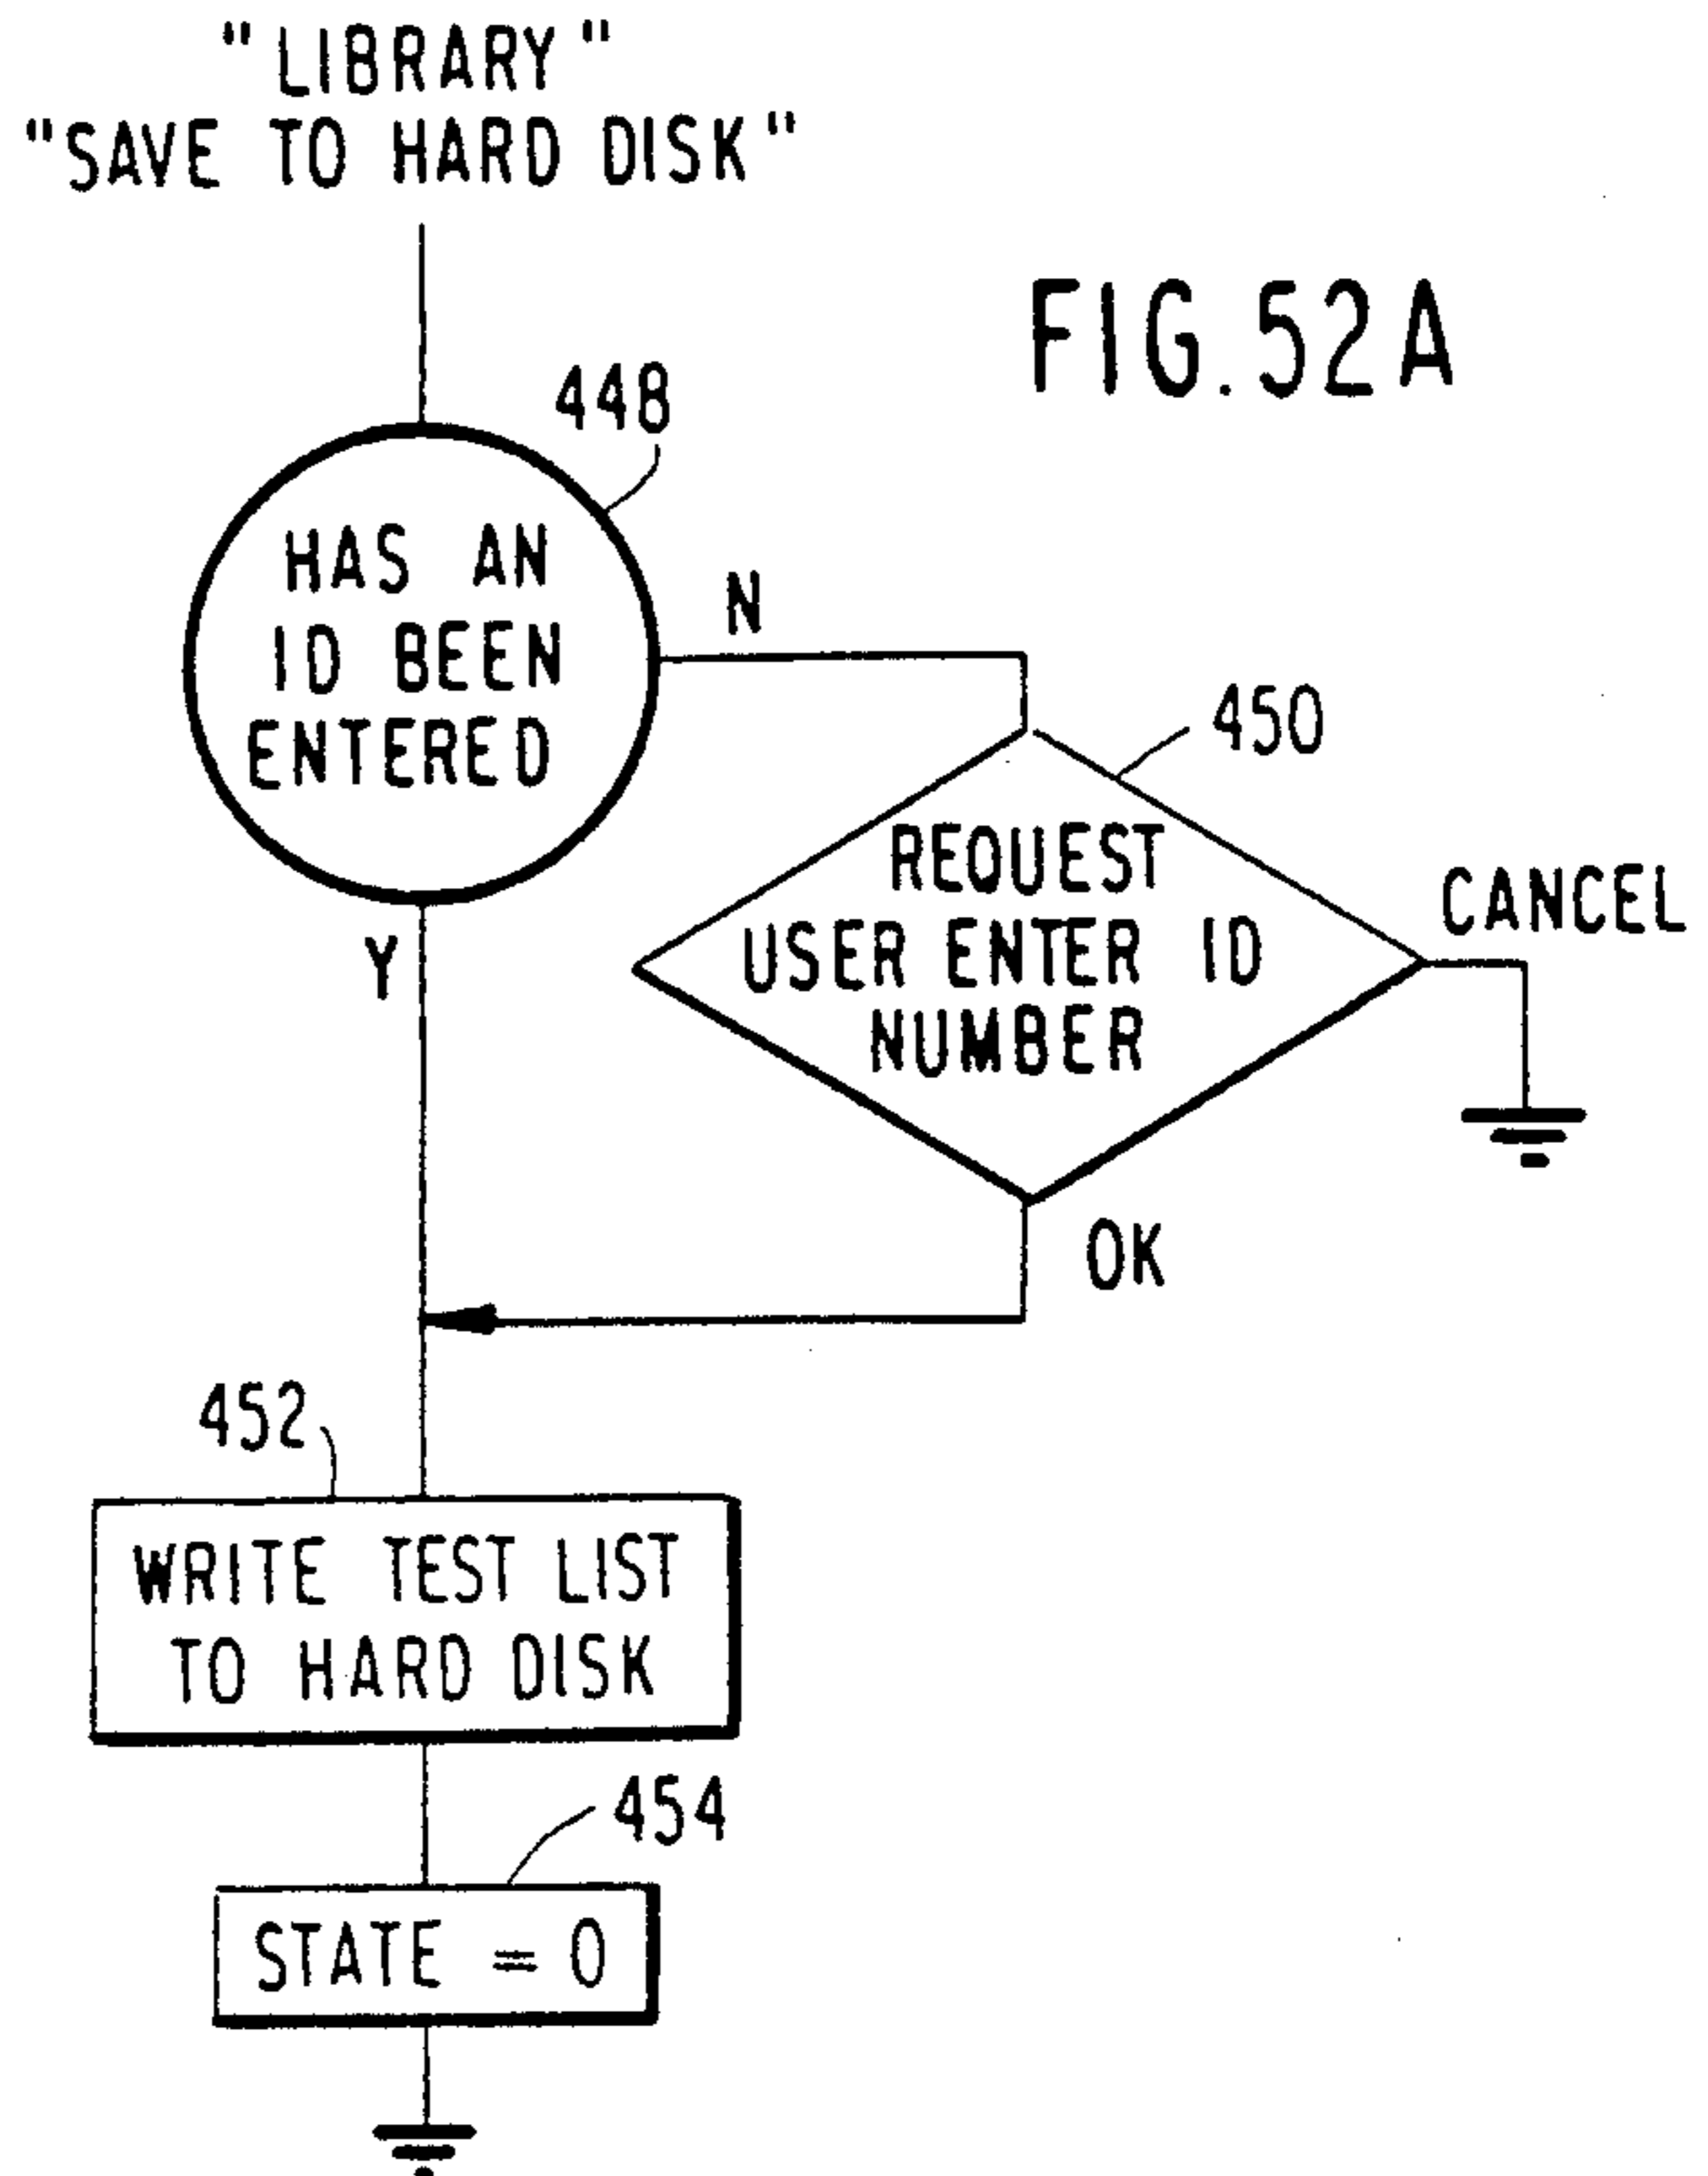 "LIBRARY"
"SAVE TO HARD DISK"
FIG. 52A
448
HAS AN
ID BEEN
ENTERED
N
450
REQUEST
USER ENTER ID
NUMBER
CANCEL
Y
OK
452
WRITE TEST LIST
TO HARD DISK
454
STATE = 0